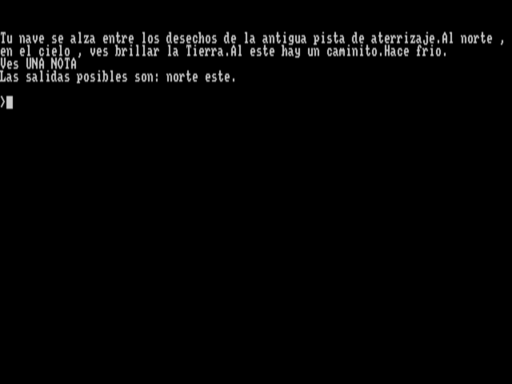 Tu nave se alza entre los desechos de la antigua pista de aterrizaje.Al norte ,
en el cielo , ves brillar la Tierra.Al este hay un caminito.Hace frio.
Ves UNA NOTA
Las salidas posibles son: norte este.
>